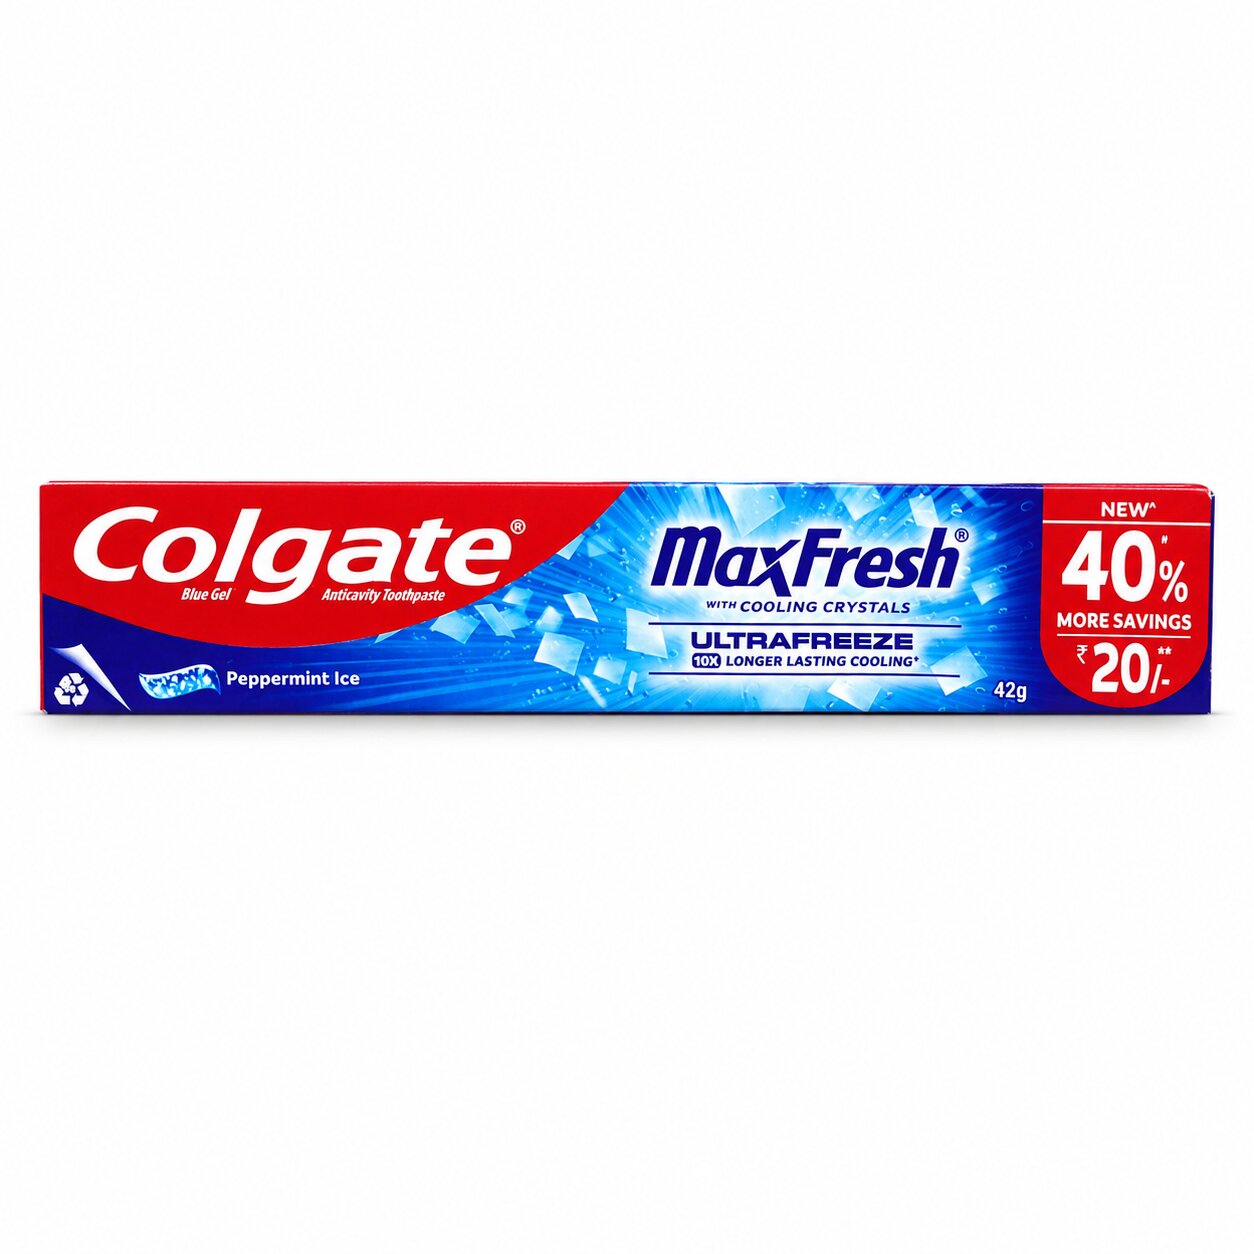 Colgate®
Blue Gel Anticavity Toothpaste
Peppermint Ice
MaxFresh®
WITH COOLING CRYSTALS
ULTRAFREEZE
10X LONGER LASTING COOLING+
42g
NEW^
40%#
MORE SAVINGS
₹20/-**